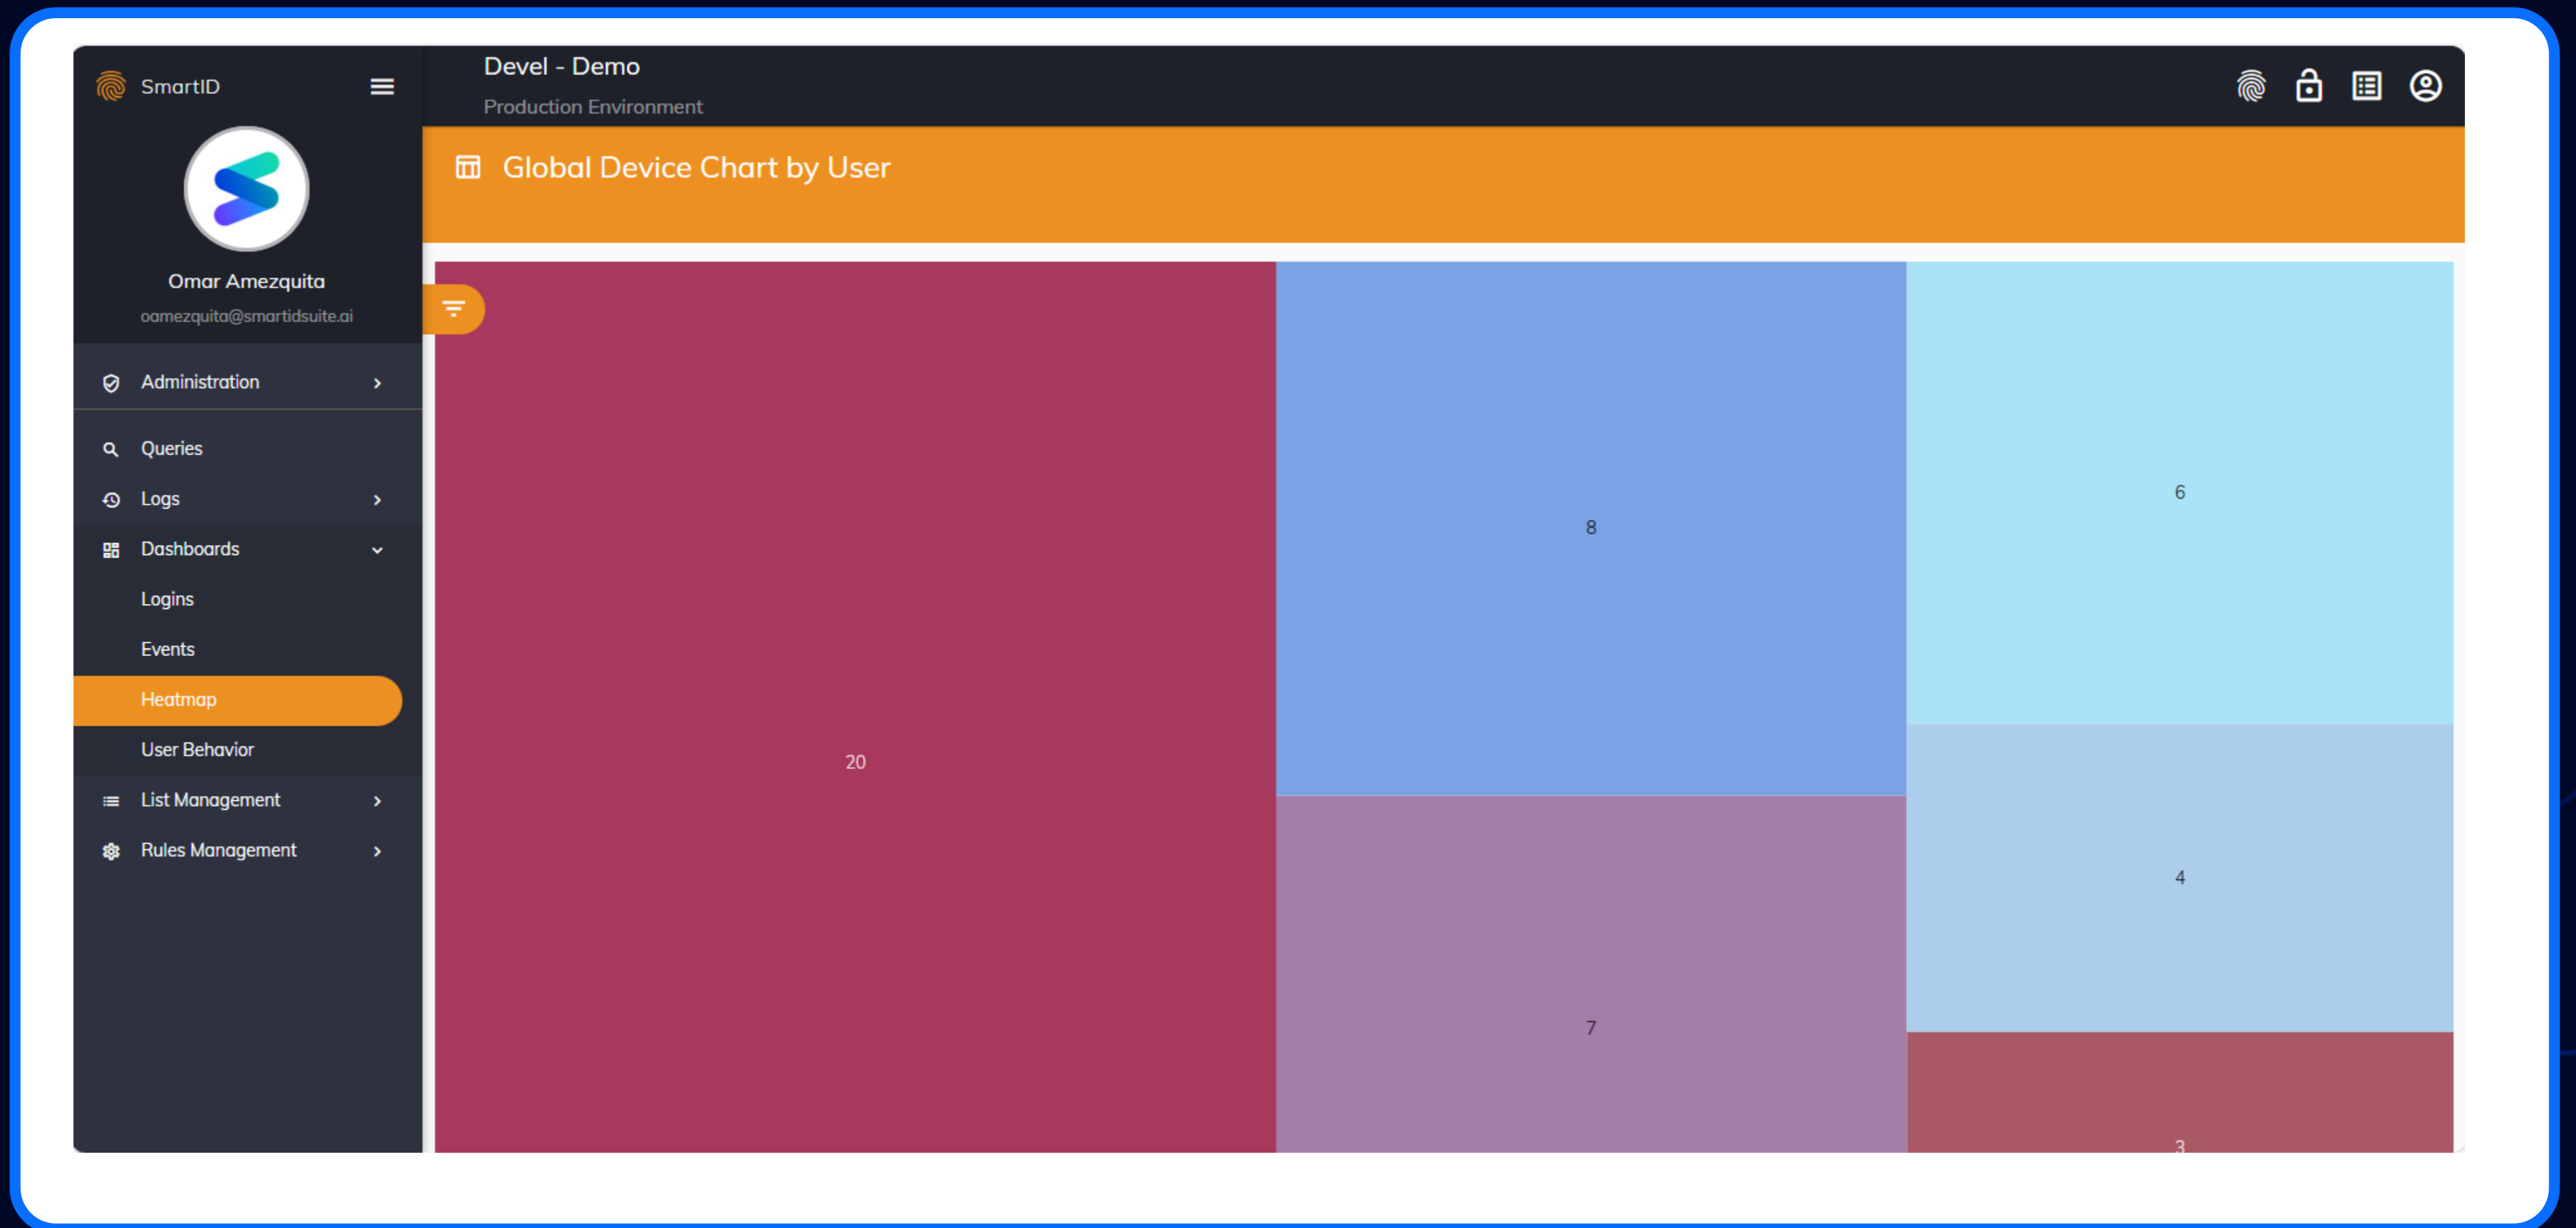 SmartID
Devel - Demo
Production Environment
Global Device Chart by User
Omar Amezquita
oamezquita@smartidsuite.ai
Administration
Queries
Logs
Dashboards
Logins
Events
Heatmap
User Behavior
List Management
Rules Management
20
8
7
6
4
3